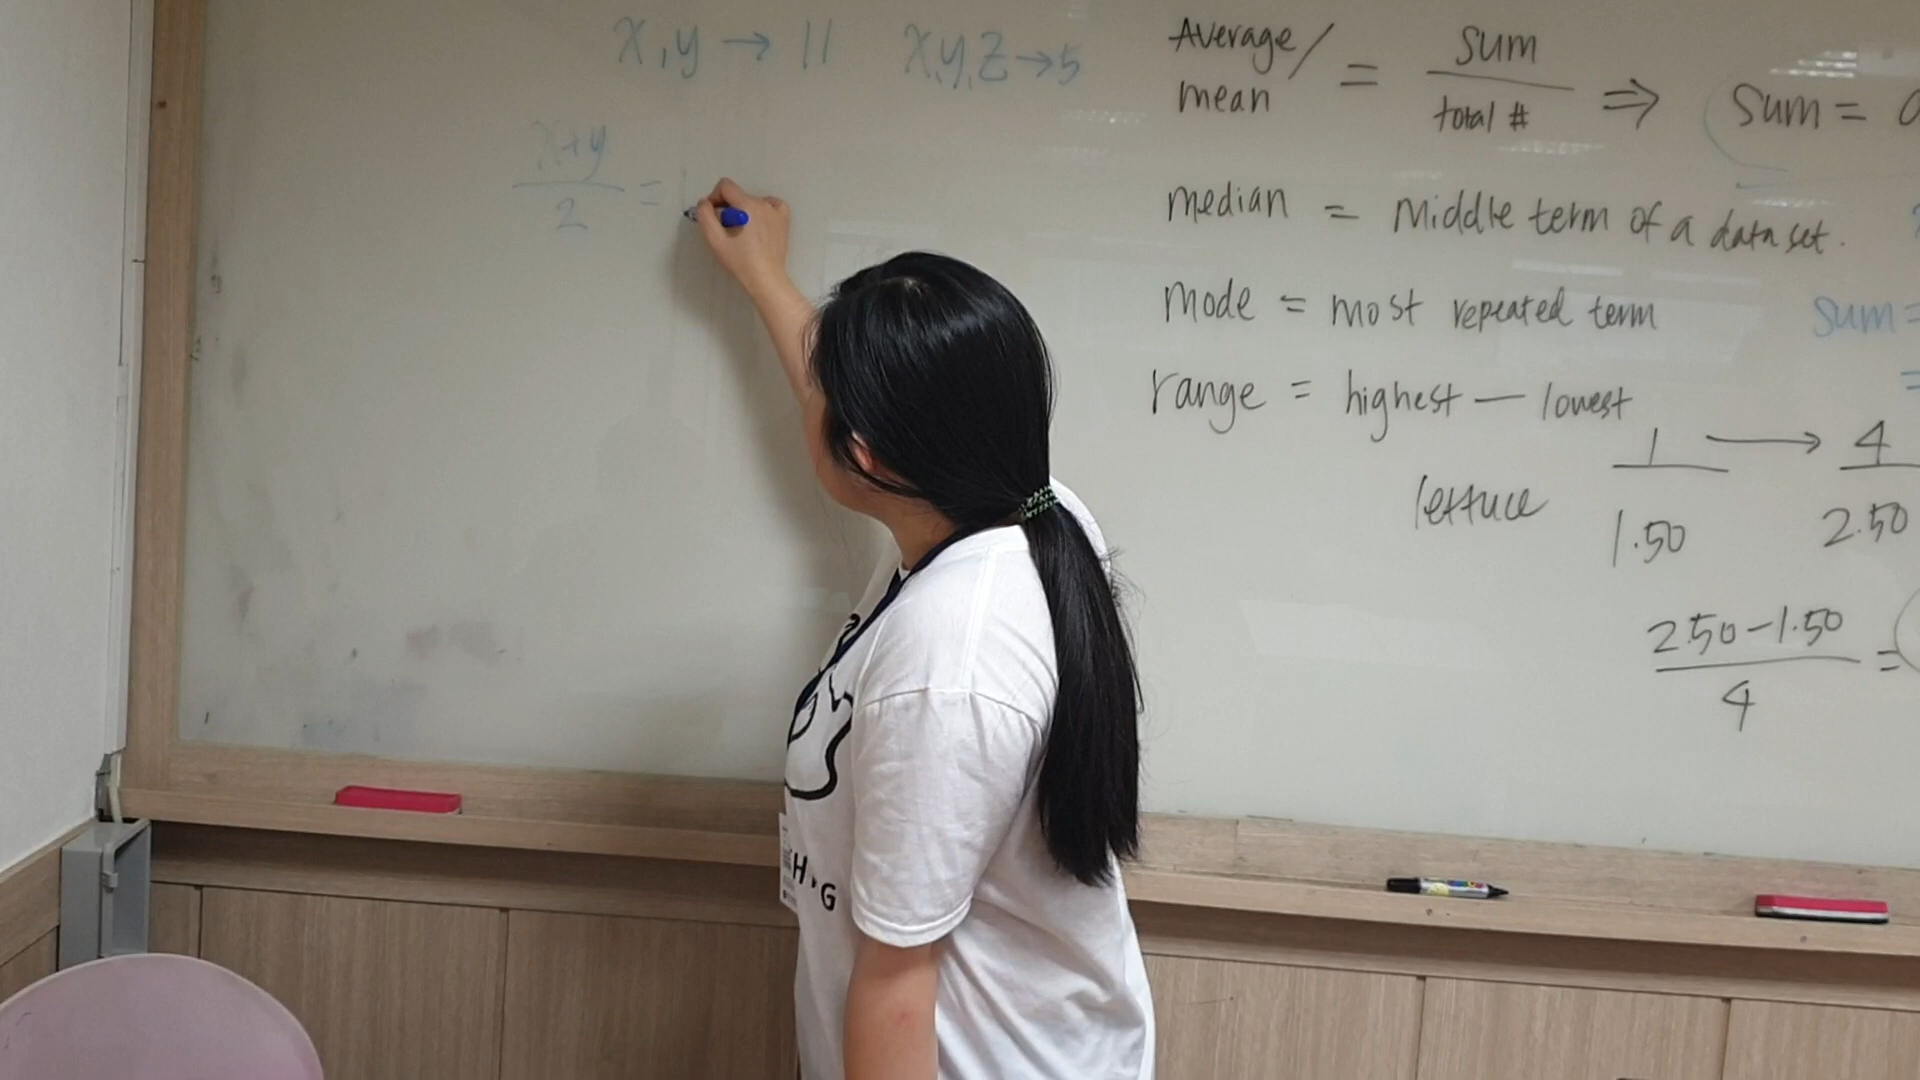 x, y → 11 x, y, z → 5
x+y
2
=
Average/
mean
=
sum
total #
⇒ sum =
median = middle term of a data set.
mode = most repeated term
sum =
range = highest — lowest
1 → 4
lettuce 1.50 2.50
2.50-1.50
4
=
H G